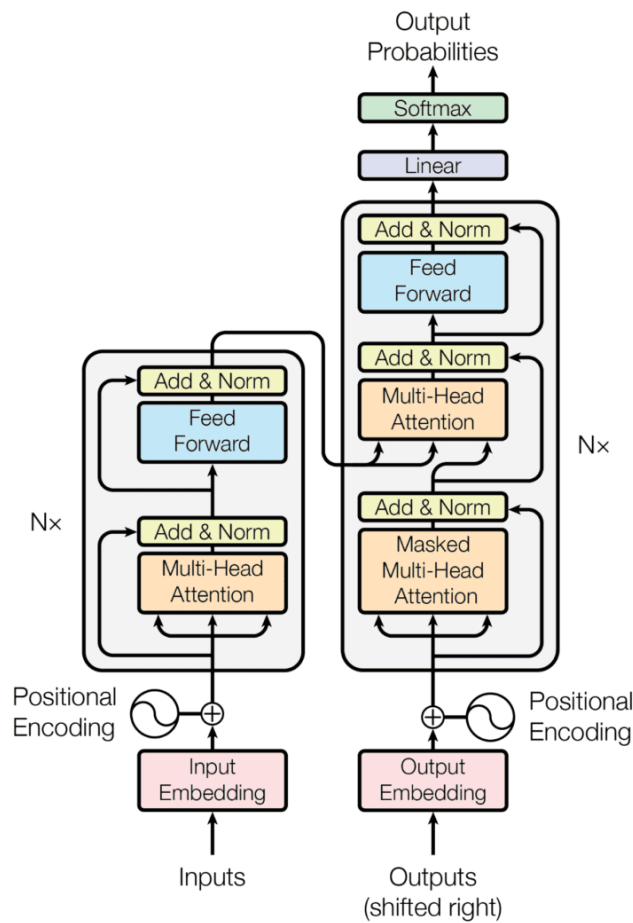 Output
Probabilities
Softmax
Linear
Add & Norm
Feed
Forward
Add & Norm
Multi-Head
Attention
Add & Norm
Masked
Multi-Head
Attention
N×
Add & Norm
Feed
Forward
Add & Norm
Multi-Head
Attention
N×
Positional
Encoding
Positional
Encoding
Input
Embedding
Output
Embedding
Inputs
Outputs
(shifted right)